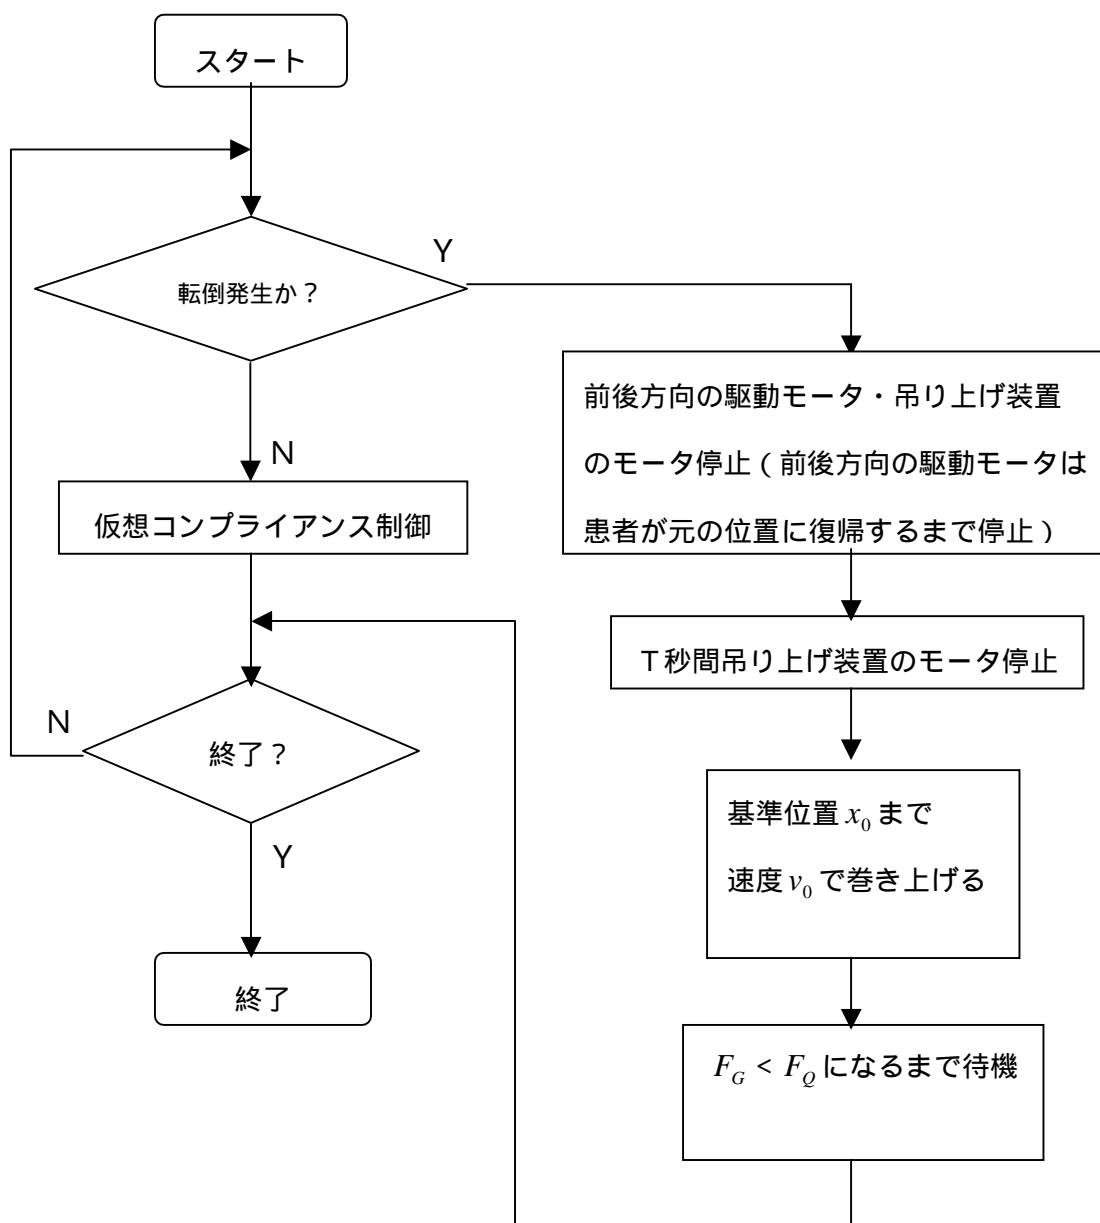 スタート
転倒発生か？
Y
N
仮想コンプライアンス制御
終了？
N
Y
終了
前後方向の駆動モータ・吊り上げ装置
のモータ停止（前後方向の駆動モータは
患者が元の位置に復帰するまで停止）
Ｔ秒間吊り上げ装置のモータ停止
基準位置 x₀ まで
速度 v₀ で巻き上げる
F_G < F_Q になるまで待機